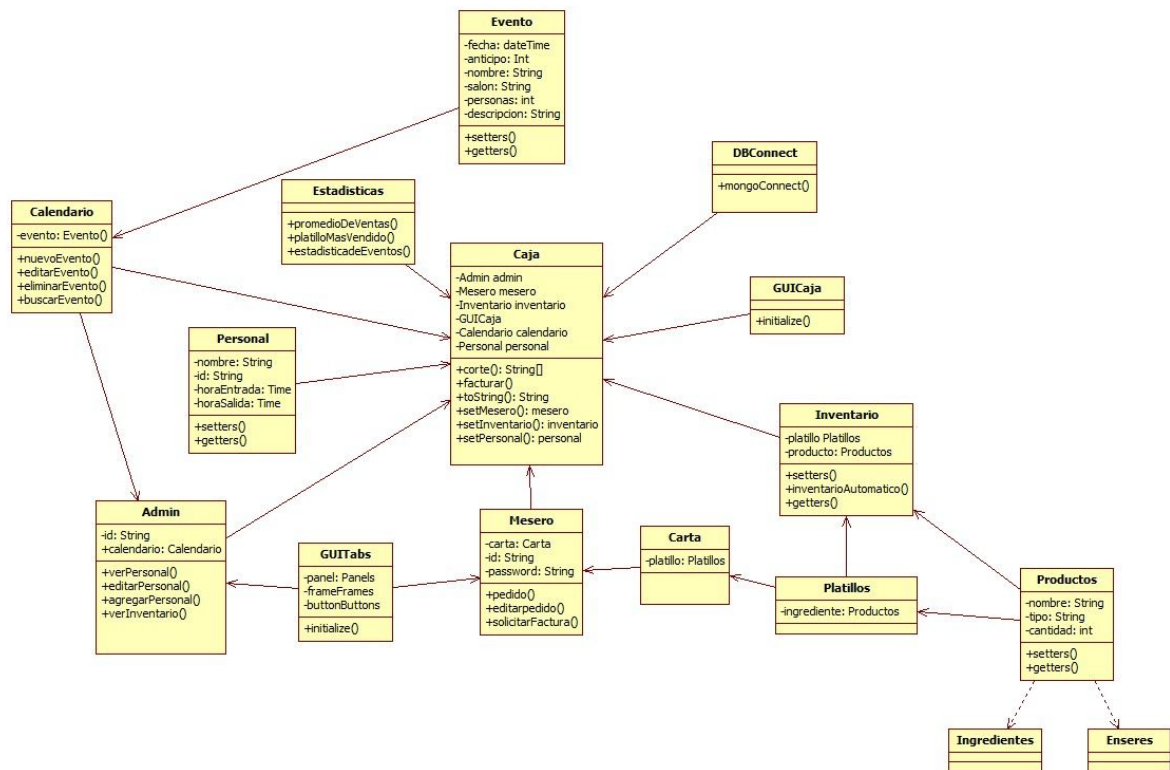 Evento
-fecha: dateTime
-anticipo: Int
-nombre: String
-salon: String
-personas: int
-descripcion: String
+setters()
+getters()
DBConnect
+mongoConnect()
Estadisticas
+promedioDeVentas()
+platilloMasVendido()
+estadisticadeEventos()
Calendario
-evento: Evento()
+nuevoEvento()
+editarEvento()
+eliminarEvento()
+buscarEvento()
Caja
-Admin admin
-Mesero mesero
-Inventario inventario
-GUICaja
-Calendario calendario
-Personal personal
+corte(): String[]
+facturar()
+toString(): String
+setMesero(): mesero
+setInventario(): inventario
+setPersonal(): personal
GUICaja
+initialize()
Personal
-nombre: String
-id: String
-horaEntrada: Time
-horaSalida: Time
+setters()
+getters()
Inventario
-platillo Platillos
-producto: Productos
+setters()
+inventarioAutomatico()
+getters()
Admin
-id: String
+calendario: Calendario
+verPersonal()
+editarPersonal()
+agregarPersonal()
+verInventario()
GUITabs
-panel: Panels
-frameFrames
-buttonButtons
+initialize()
Mesero
-carta: Carta
-id: String
-password: String
+pedido()
+editarpedido()
+solicitarFactura()
Carta
-platillo: Platillos
Platillos
-ingrediente: Productos
Productos
-nombre: String
-tipo: String
-cantidad: int
+setters()
+getters()
Ingredientes
Enseres